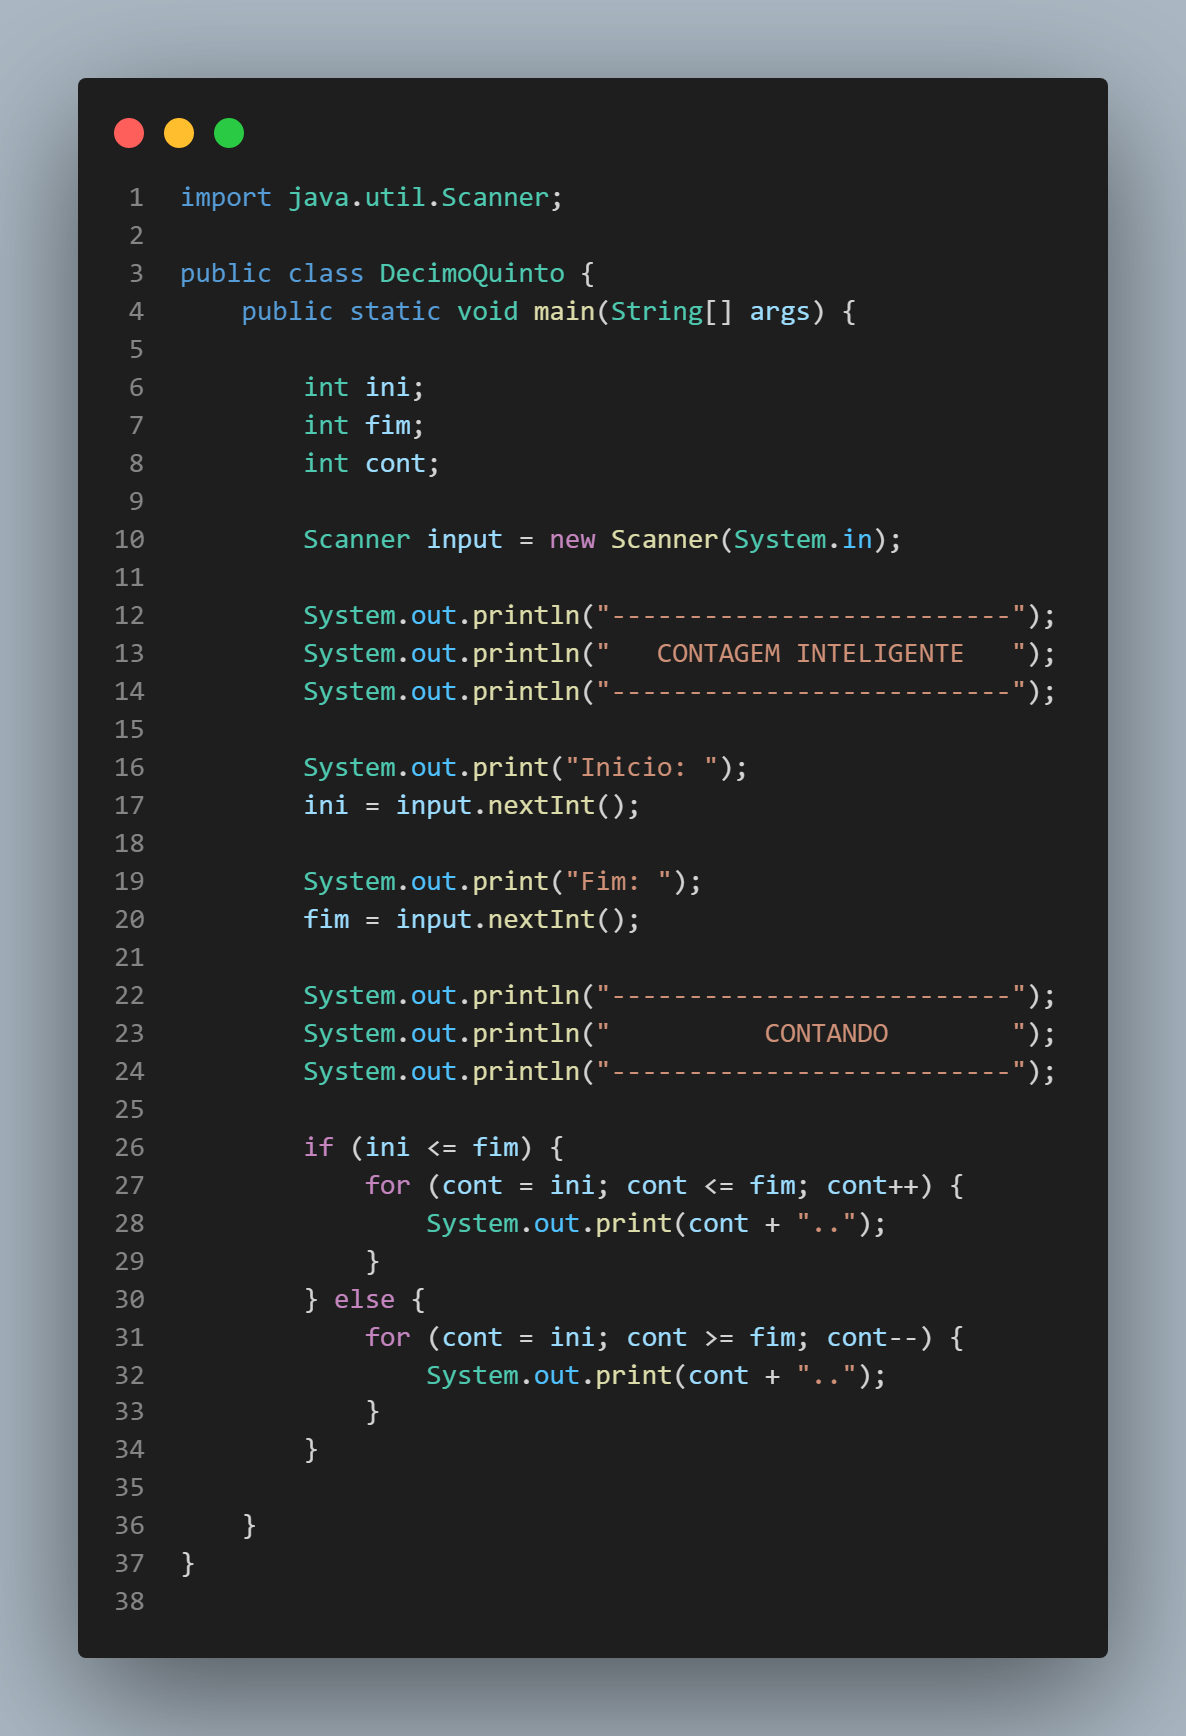 1 import java.util.Scanner;
2
3 public class DecimoQuinto {
4     public static void main(String[] args) {
5
6         int ini;
7         int fim;
8         int cont;
9
10         Scanner input = new Scanner(System.in);
11
12         System.out.println("--------------------------");
13         System.out.println("   CONTAGEM INTELIGENTE   ");
14         System.out.println("--------------------------");
15
16         System.out.print("Inicio: ");
17         ini = input.nextInt();
18
19         System.out.print("Fim: ");
20         fim = input.nextInt();
21
22         System.out.println("--------------------------");
23         System.out.println("          CONTANDO        ");
24         System.out.println("--------------------------");
25
26         if (ini <= fim) {
27             for (cont = ini; cont <= fim; cont++) {
28                 System.out.print(cont + "..");
29             }
30         } else {
31             for (cont = ini; cont >= fim; cont--) {
32                 System.out.print(cont + "..");
33             }
34         }
35
36     }
37 }
38